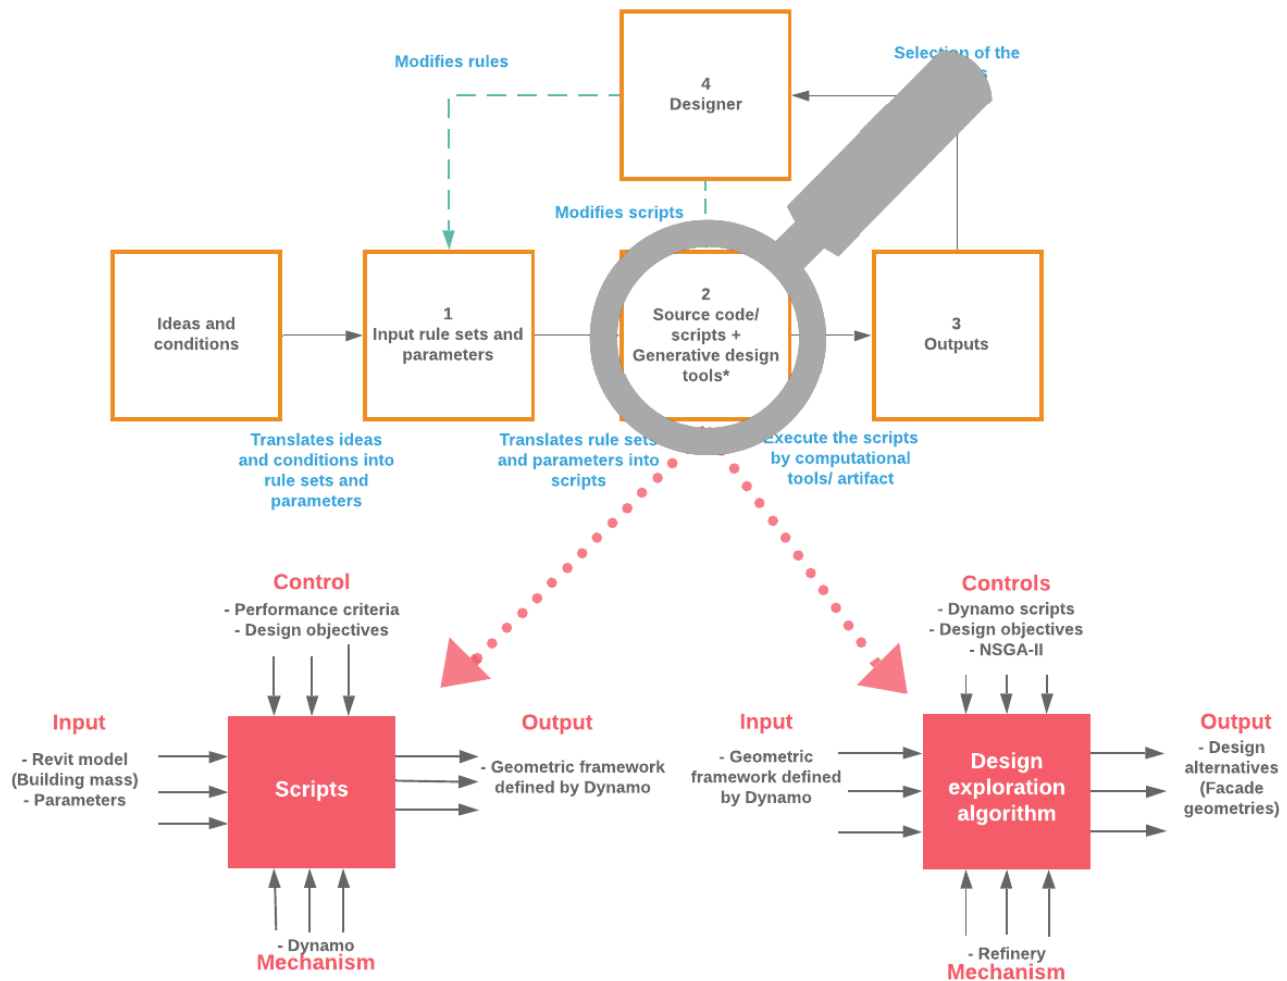 Selection of the
Modifies rules
4
Designer
Modifies scripts
Ideas and
conditions
1
Input rule sets and
parameters
2
Source code/
scripts +
Generative design
tools*
3
Outputs
Translates ideas
and conditions into
rule sets and
parameters
Translates rule sets
and parameters into
scripts
Execute the scripts
by computational
tools/ artifact
Control
- Performance criteria
- Design objectives
Input
- Revit model
(Building mass)
- Parameters
Scripts
Output
- Geometric framework
defined by Dynamo
- Dynamo
Mechanism
Controls
- Dynamo scripts
- Design objectives
- NSGA-II
Input
- Geometric
framework defined
by Dynamo
Design
exploration
algorithm
Output
- Design
alternatives
(Facade
geometries)
- Refinery
Mechanism